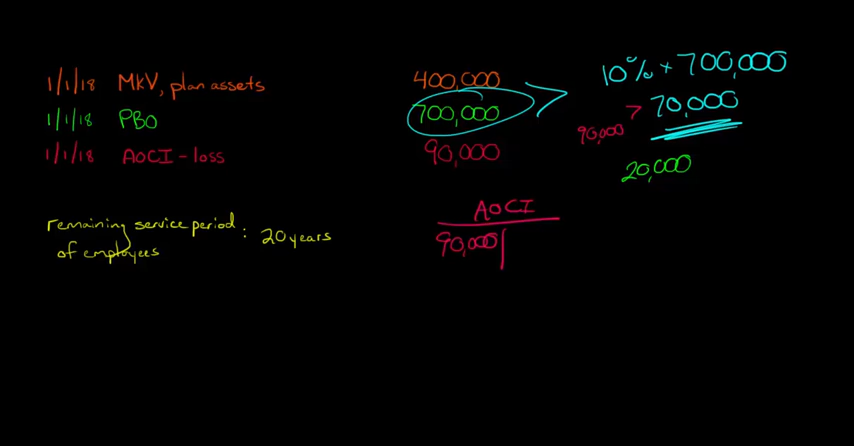 1/1/18 MKV, plan assets 400,000
1/1/18 PBO 700,000
1/1/18 AOCI - loss 90,000
10% * 700,000
90,000 > 70,000
20,000
remaining service period of employees : 20 years
AOCI
90,000